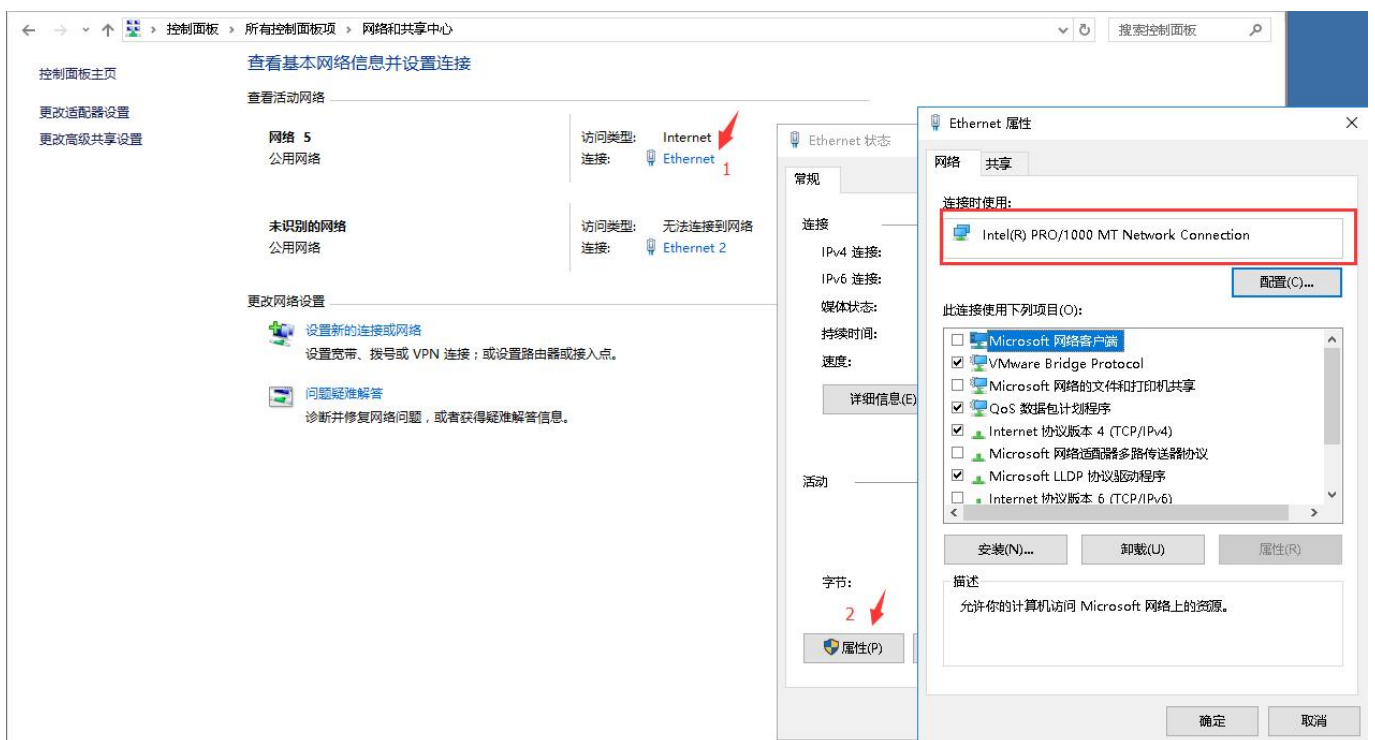 控制面板 › 所有控制面板项 › 网络和共享中心
搜索控制面板
控制面板主页
更改适配器设置
更改高级共享设置
查看基本网络信息并设置连接
查看活动网络
网络 5
公用网络
访问类型: Internet
连接: Ethernet
1
未识别的网络
公用网络
访问类型: 无法连接到网络
连接: Ethernet 2
更改网络设置
设置新的连接或网络
设置宽带、拨号或 VPN 连接；或设置路由器或接入点。
问题疑难解答
诊断并修复网络问题，或者获得疑难解答信息。
Ethernet 状态
常规
连接
IPv4 连接:
IPv6 连接:
媒体状态:
持续时间:
速度:
详细信息(E)
活动
字节:
2
属性(P)
Ethernet 属性
网络
共享
连接时使用:
Intel(R) PRO/1000 MT Network Connection
配置(C)...
此连接使用下列项目(O):
Microsoft 网络客户端
VMware Bridge Protocol
Microsoft 网络的文件和打印机共享
QoS 数据包计划程序
Internet 协议版本 4 (TCP/IPv4)
Microsoft 网络适配器多路传送器协议
Microsoft LLDP 协议驱动程序
Internet 协议版本 6 (TCP/IPv6)
安装(N)...
卸载(U)
属性(R)
描述
允许你的计算机访问 Microsoft 网络上的资源。
确定
取消